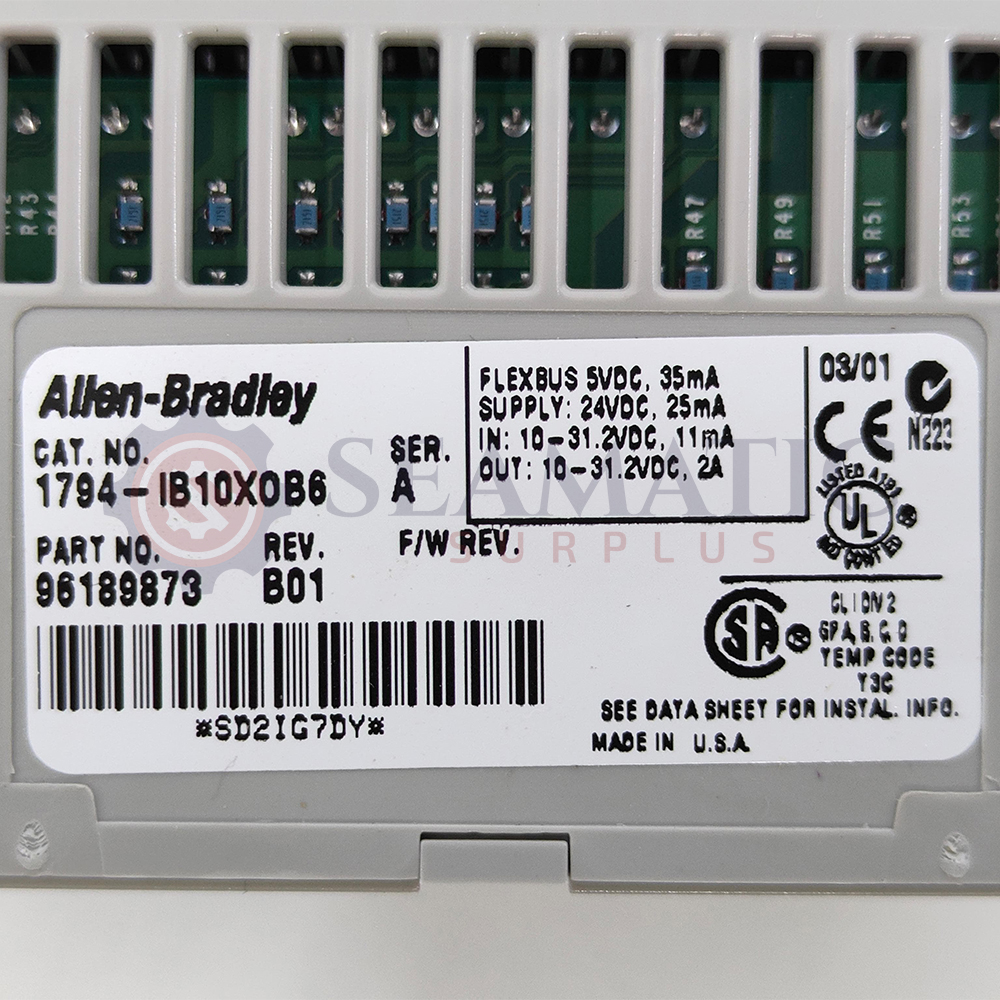 R43
R44
R47
R49
R51
R53
Allen-Bradley
CAT. NO.
SER.
1794-IB10XOB6
A
PART NO.
REV.
F/W REV.
96189873
B01
*SD2IG7DY*
FLEXBUS 5VDC, 35mA
SUPPLY: 24VDC, 25mA
IN: 10-31.2VDC, 11mA
OUT: 10-31.2VDC, 2A
03/01
CE
N223
LISTED
UL
®
SA
®
CL I DIV 2
GP A, B, C, D
TEMP CODE
T3C
SEE DATA SHEET FOR INSTAL. INFO.
MADE IN U.S.A.
SEAMATIC
SURPLUS